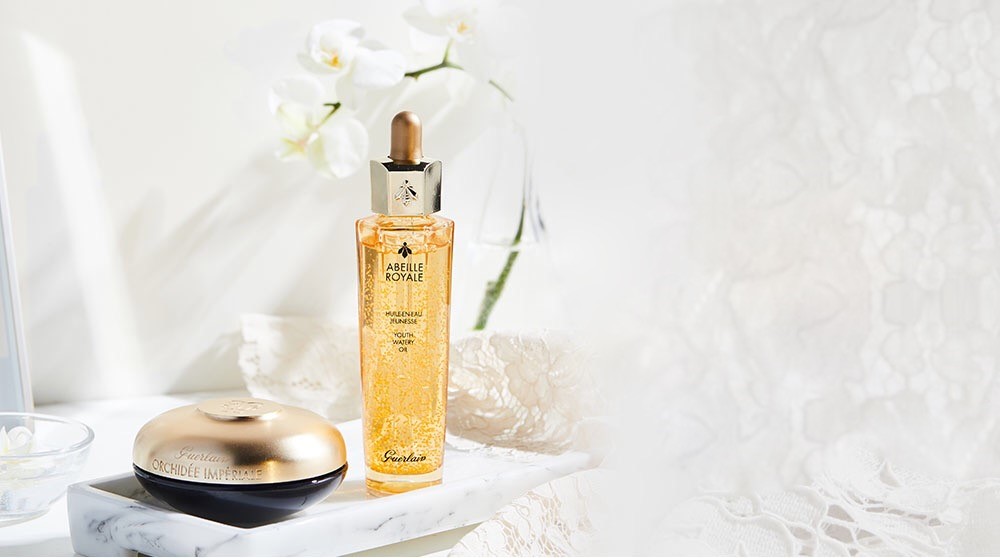 ABEILLE
ROYALE
HUILE-EN-EAU
JEUNESSE
YOUTH
WATERY
OIL
Guerlain
Guerlain
ORCHIDÉE IMPÉRIALE